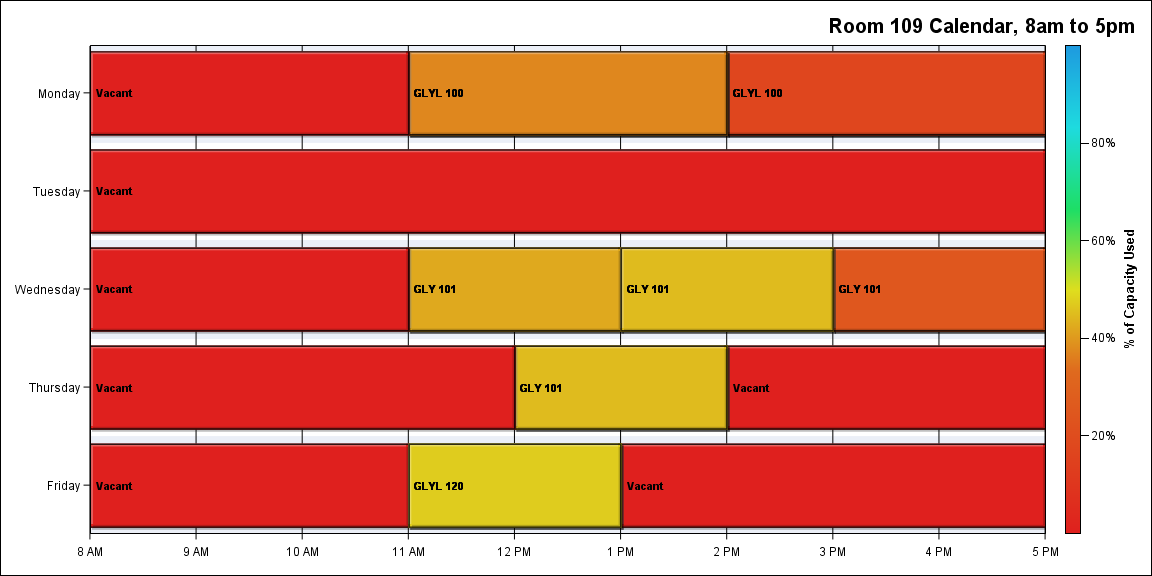 Room 109 Calendar, 8am to 5pm
Monday
Vacant
GLYL 100
GLYL 100
80%
Tuesday
Vacant
60%
% of Capacity Used
Wednesday
Vacant
GLY 101
GLY 101
GLY 101
40%
Thursday
Vacant
GLY 101
Vacant
20%
Friday
Vacant
GLYL 120
Vacant
8 AM
9 AM
10 AM
11 AM
12 PM
1 PM
2 PM
3 PM
4 PM
5 PM